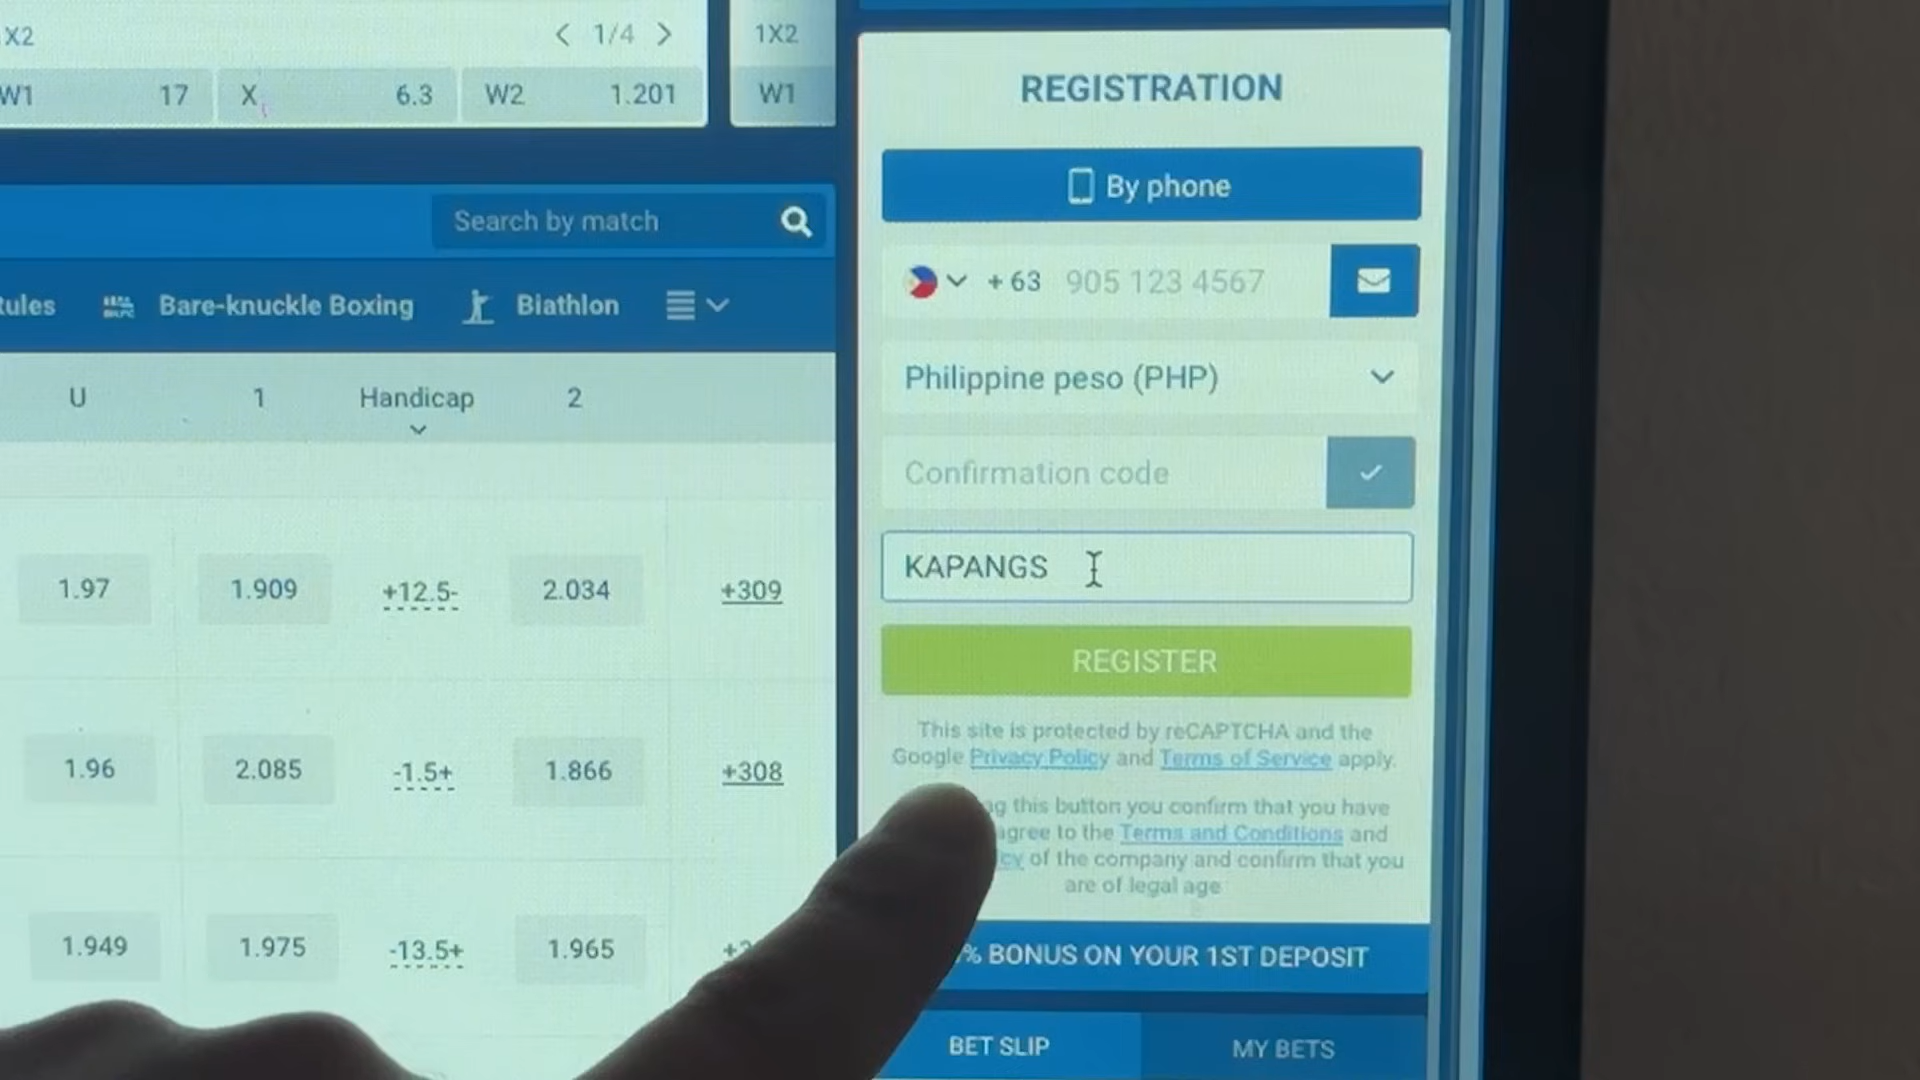 X2
1/4
W1 17 X 6.3 W2 1.201
1X2
W1
Search by match
Bare-knuckle Boxing Biathlon
U 1 Handicap 2
1.97 1.909 +12.5- 2.034 +309
1.96 2.085 -1.5+ 1.866 +308
1.949 1.975 -13.5+ 1.965
REGISTRATION
By phone
+ 63 905 123 4567
Philippine peso (PHP)
Confirmation code
KAPANGS
REGISTER
This site is protected by reCAPTCHA and the
Google Privacy Policy and Terms of Service apply.
this button you confirm that you have
agree to the Terms and Conditions and
of the company and confirm that you
are of legal age
% BONUS ON YOUR 1ST DEPOSIT
BET SLIP MY BETS